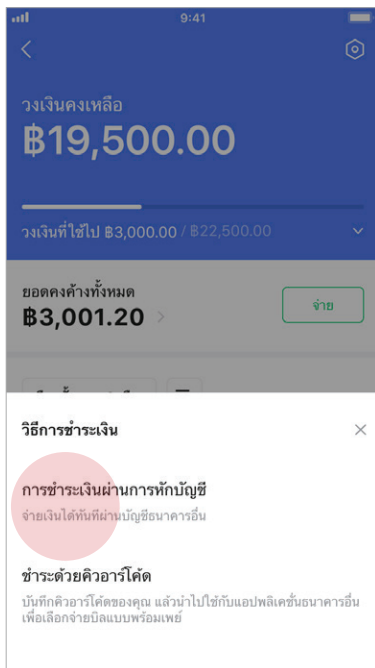 9:41
วงเงินคงเหลือ
฿19,500.00
วงเงินที่ใช้ไป ฿3,000.00 / ฿22,500.00
ยอดคงค้างทั้งหมด
฿3,001.20
จ่าย
วิธีการชำระเงิน
การชำระเงินผ่านการหักบัญชี
จ่ายเงินได้ทันทีผ่านบัญชีธนาคารอื่น
ชำระด้วยคิวอาร์โค้ด
บันทึกคิวอาร์โค้ดของคุณ แล้วนำไปใช้กับแอปพลิเคชั่นธนาคารอื่น
เพื่อเลือกจ่ายบิลแบบพร้อมเพย์